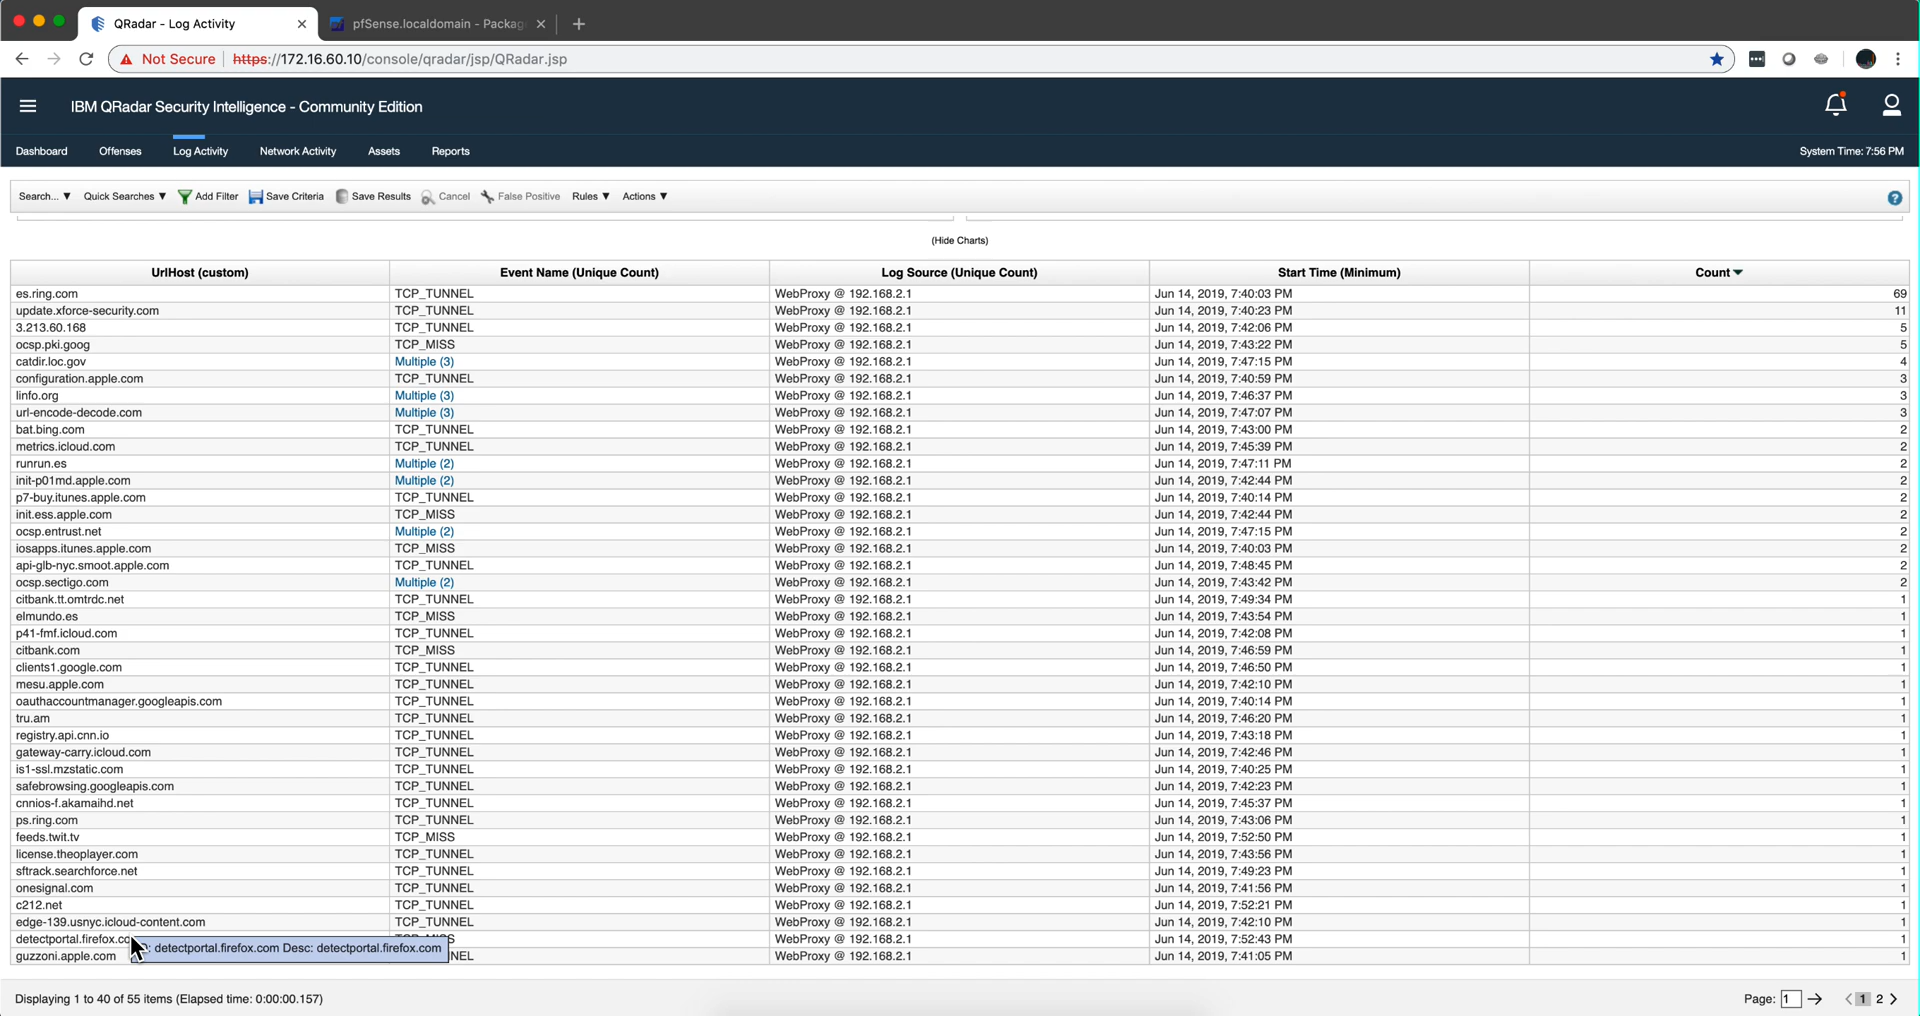 QRadar - Log Activity
pfSense.localdomain - Packag
Not Secure https://172.16.60.10/console/qradar/jsp/QRadar.jsp
IBM QRadar Security Intelligence - Community Edition
Dashboard Offenses Log Activity Network Activity Assets Reports System Time: 7:56 PM
Search... Quick Searches Add Filter Save Criteria Save Results Cancel False Positive Rules Actions
(Hide Charts)
UrlHost (custom) Event Name (Unique Count) Log Source (Unique Count) Start Time (Minimum) Count
es.ring.com TCP_TUNNEL WebProxy @ 192.168.2.1 Jun 14, 2019, 7:40:03 PM 69
update.xforce-security.com TCP_TUNNEL WebProxy @ 192.168.2.1 Jun 14, 2019, 7:40:23 PM 11
3.213.60.168 TCP_TUNNEL WebProxy @ 192.168.2.1 Jun 14, 2019, 7:42:06 PM 5
ocsp.pki.goog TCP_MISS WebProxy @ 192.168.2.1 Jun 14, 2019, 7:43:22 PM 5
catdir.loc.gov Multiple (3) WebProxy @ 192.168.2.1 Jun 14, 2019, 7:47:15 PM 4
configuration.apple.com TCP_TUNNEL WebProxy @ 192.168.2.1 Jun 14, 2019, 7:40:59 PM 3
linfo.org Multiple (3) WebProxy @ 192.168.2.1 Jun 14, 2019, 7:46:37 PM 3
url-encode-decode.com Multiple (3) WebProxy @ 192.168.2.1 Jun 14, 2019, 7:47:07 PM 3
bat.bing.com TCP_TUNNEL WebProxy @ 192.168.2.1 Jun 14, 2019, 7:43:00 PM 2
metrics.icloud.com TCP_TUNNEL WebProxy @ 192.168.2.1 Jun 14, 2019, 7:45:39 PM 2
runrun.es Multiple (2) WebProxy @ 192.168.2.1 Jun 14, 2019, 7:47:11 PM 2
init-p01md.apple.com Multiple (2) WebProxy @ 192.168.2.1 Jun 14, 2019, 7:42:44 PM 2
p7-buy.itunes.apple.com TCP_TUNNEL WebProxy @ 192.168.2.1 Jun 14, 2019, 7:40:14 PM 2
init.ess.apple.com TCP_MISS WebProxy @ 192.168.2.1 Jun 14, 2019, 7:42:44 PM 2
ocsp.entrust.net Multiple (2) WebProxy @ 192.168.2.1 Jun 14, 2019, 7:47:15 PM 2
iosapps.itunes.apple.com TCP_MISS WebProxy @ 192.168.2.1 Jun 14, 2019, 7:40:03 PM 2
api-glb-nyc.smoot.apple.com TCP_TUNNEL WebProxy @ 192.168.2.1 Jun 14, 2019, 7:48:45 PM 2
ocsp.sectigo.com Multiple (2) WebProxy @ 192.168.2.1 Jun 14, 2019, 7:43:42 PM 2
citbank.tt.omtrdc.net TCP_TUNNEL WebProxy @ 192.168.2.1 Jun 14, 2019, 7:49:34 PM 1
elmundo.es TCP_MISS WebProxy @ 192.168.2.1 Jun 14, 2019, 7:43:54 PM 1
p41-fmf.icloud.com TCP_TUNNEL WebProxy @ 192.168.2.1 Jun 14, 2019, 7:42:08 PM 1
citbank.com TCP_MISS WebProxy @ 192.168.2.1 Jun 14, 2019, 7:46:59 PM 1
clients1.google.com TCP_TUNNEL WebProxy @ 192.168.2.1 Jun 14, 2019, 7:46:50 PM 1
mesu.apple.com TCP_TUNNEL WebProxy @ 192.168.2.1 Jun 14, 2019, 7:42:10 PM 1
oauthaccountmanager.googleapis.com TCP_TUNNEL WebProxy @ 192.168.2.1 Jun 14, 2019, 7:40:14 PM 1
tru.am TCP_TUNNEL WebProxy @ 192.168.2.1 Jun 14, 2019, 7:46:20 PM 1
registry.api.cnn.io TCP_TUNNEL WebProxy @ 192.168.2.1 Jun 14, 2019, 7:43:18 PM 1
gateway-carry.icloud.com TCP_TUNNEL WebProxy @ 192.168.2.1 Jun 14, 2019, 7:42:46 PM 1
is1-ssl.mzstatic.com TCP_TUNNEL WebProxy @ 192.168.2.1 Jun 14, 2019, 7:40:25 PM 1
safebrowsing.googleapis.com TCP_TUNNEL WebProxy @ 192.168.2.1 Jun 14, 2019, 7:42:23 PM 1
cnnios-f.akamaihd.net TCP_TUNNEL WebProxy @ 192.168.2.1 Jun 14, 2019, 7:45:37 PM 1
ps.ring.com TCP_TUNNEL WebProxy @ 192.168.2.1 Jun 14, 2019, 7:43:06 PM 1
feeds.twit.tv TCP_MISS WebProxy @ 192.168.2.1 Jun 14, 2019, 7:52:50 PM 1
license.theoplayer.com TCP_TUNNEL WebProxy @ 192.168.2.1 Jun 14, 2019, 7:43:56 PM 1
sftrack.searchforce.net TCP_TUNNEL WebProxy @ 192.168.2.1 Jun 14, 2019, 7:49:23 PM 1
onesignal.com TCP_TUNNEL WebProxy @ 192.168.2.1 Jun 14, 2019, 7:41:56 PM 1
c212.net TCP_TUNNEL WebProxy @ 192.168.2.1 Jun 14, 2019, 7:52:21 PM 1
edge-139.usnyc.icloud-content.com TCP_TUNNEL WebProxy @ 192.168.2.1 Jun 14, 2019, 7:42:10 PM 1
detectportal.firefox.co WebProxy @ 192.168.2.1 Jun 14, 2019, 7:52:43 PM 1
: detectportal.firefox.com Desc: detectportal.firefox.com
guzzoni.apple.com NEL WebProxy @ 192.168.2.1 Jun 14, 2019, 7:41:05 PM 1
Displaying 1 to 40 of 55 items (Elapsed time: 0:00:00.157) Page: 1 1 2